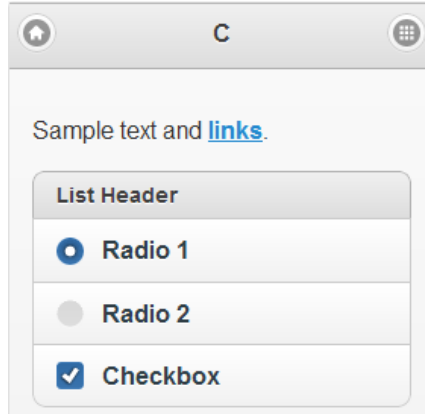 C
Sample text and links.
List Header
Radio 1
Radio 2
Checkbox